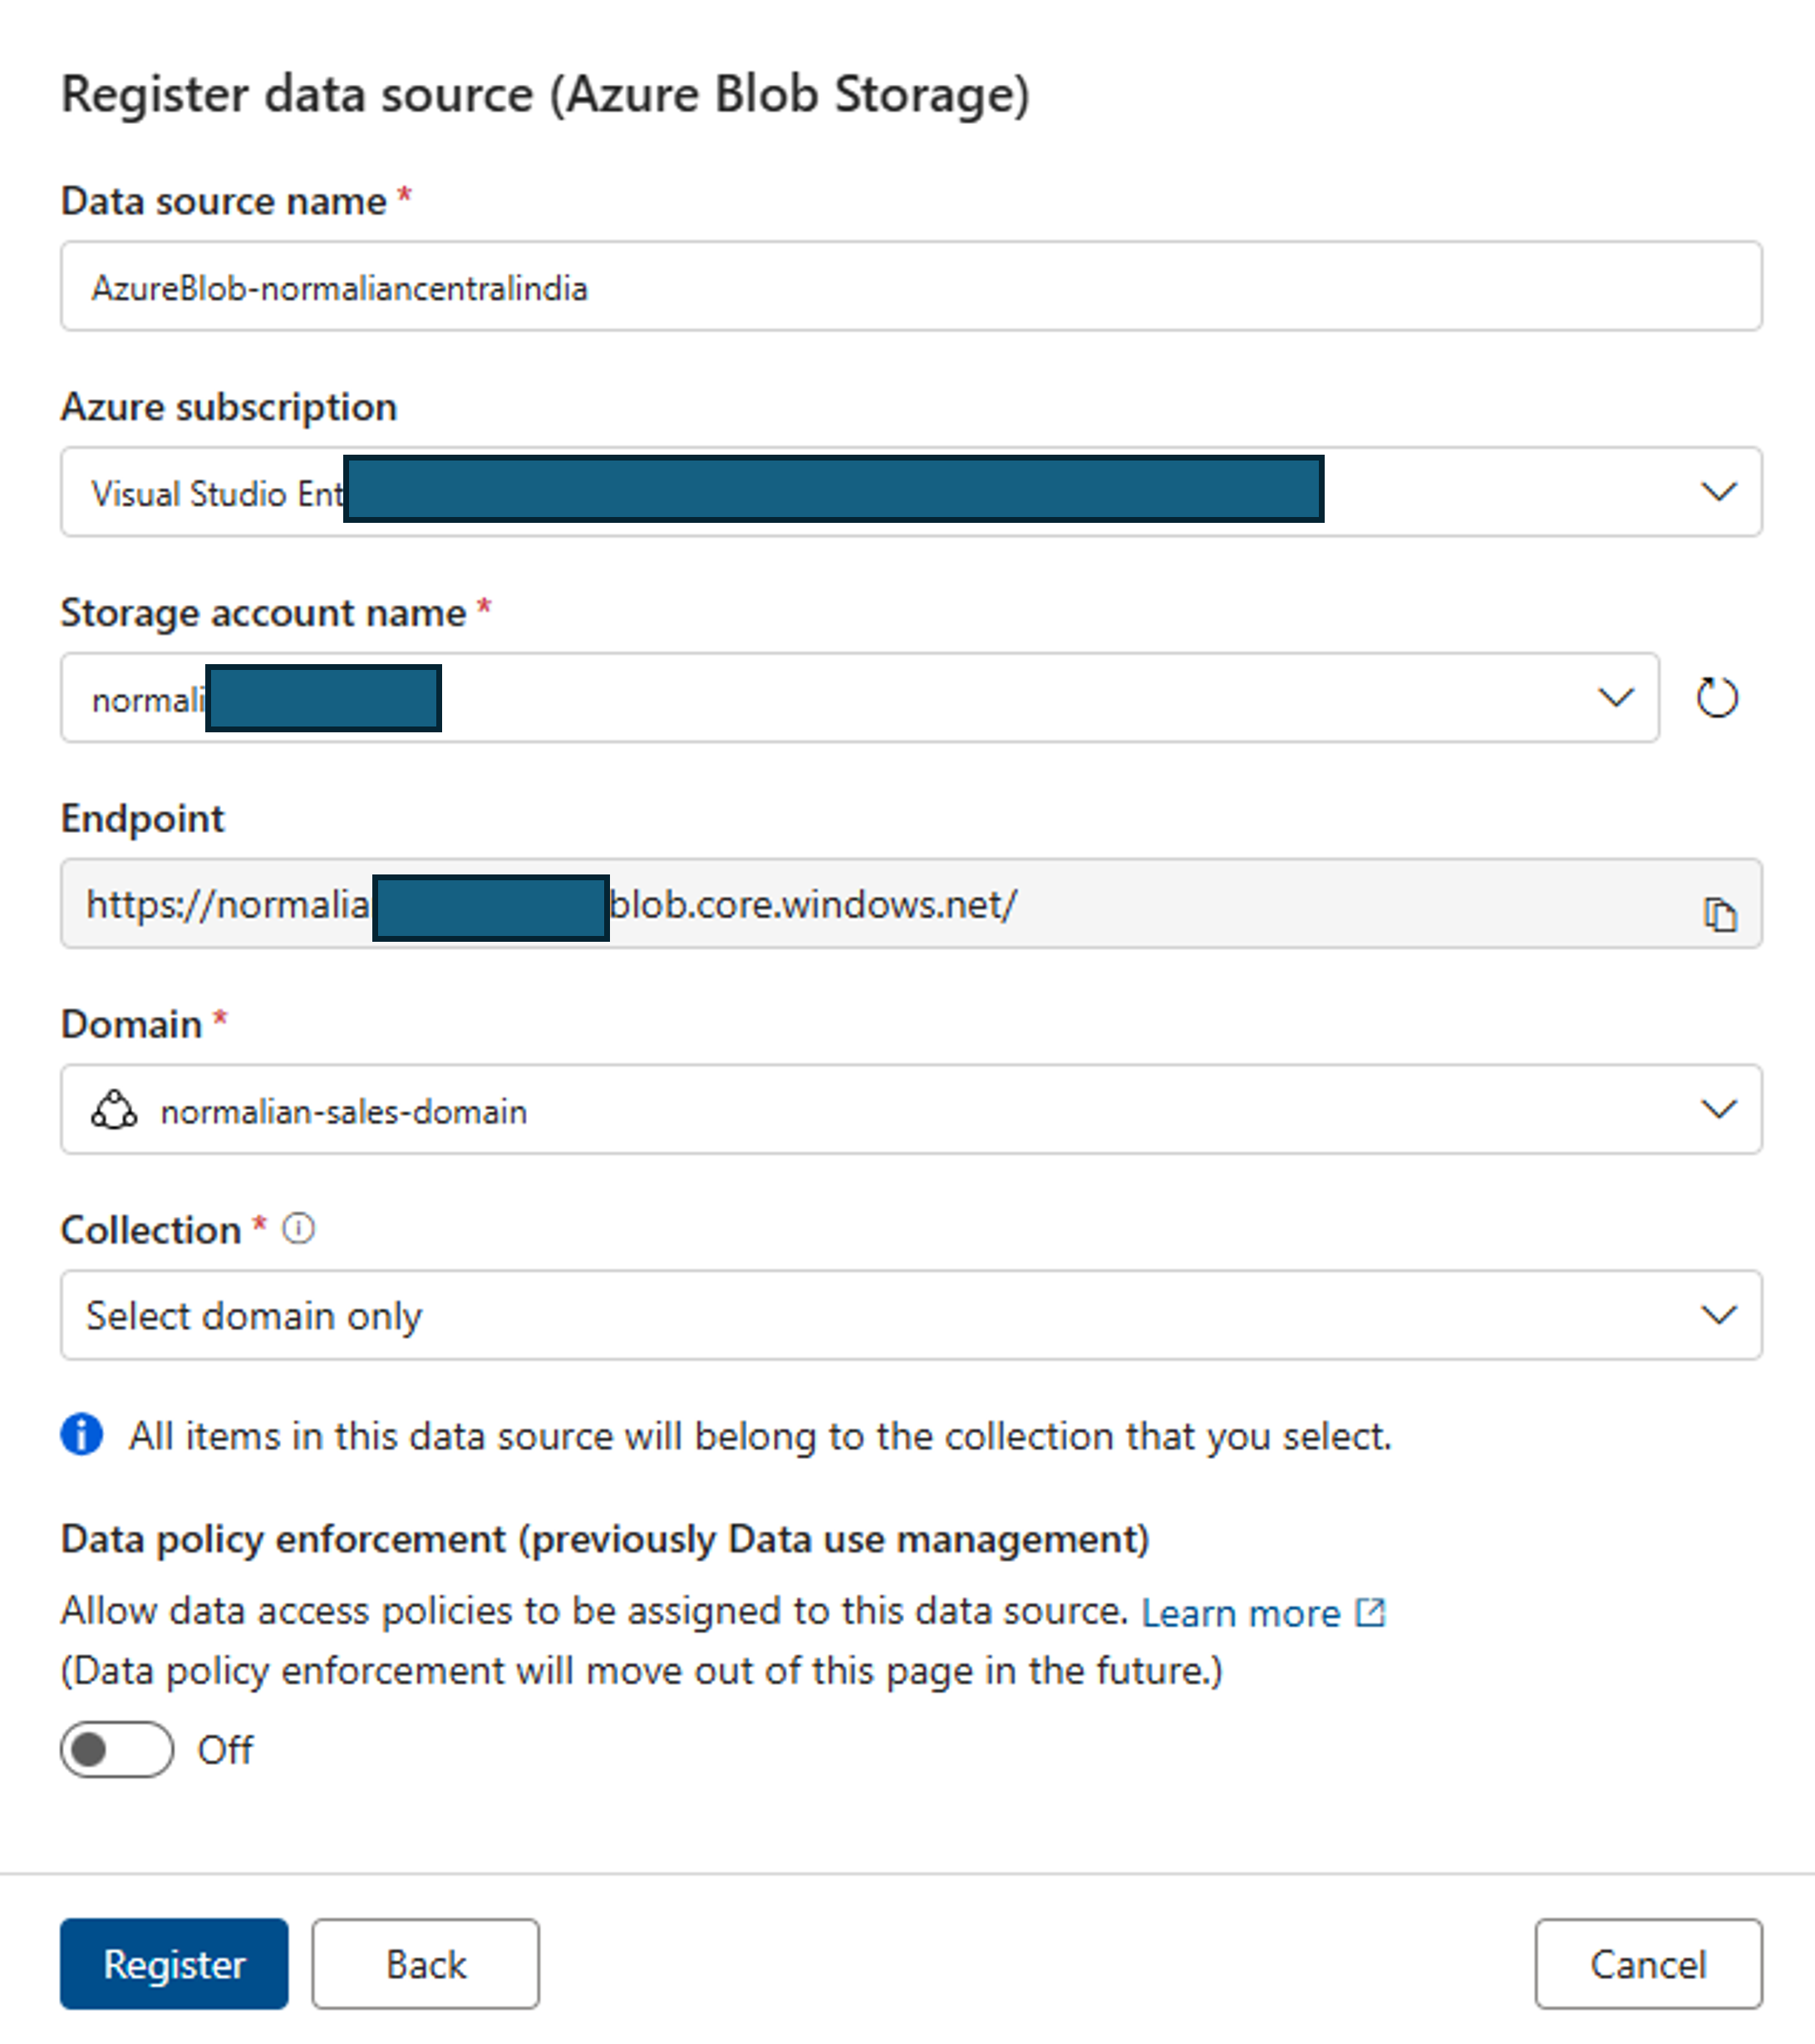 Register data source (Azure Blob Storage)
Data source name *
AzureBlob-normaliancentralindia
Azure subscription
Visual Studio Ent
Storage account name *
normali
Endpoint
https://normalia blob.core.windows.net/
Domain *
normalian-sales-domain
Collection *
Select domain only
All items in this data source will belong to the collection that you select.
Data policy enforcement (previously Data use management)
Allow data access policies to be assigned to this data source. Learn more
(Data policy enforcement will move out of this page in the future.)
Off
Register Back Cancel